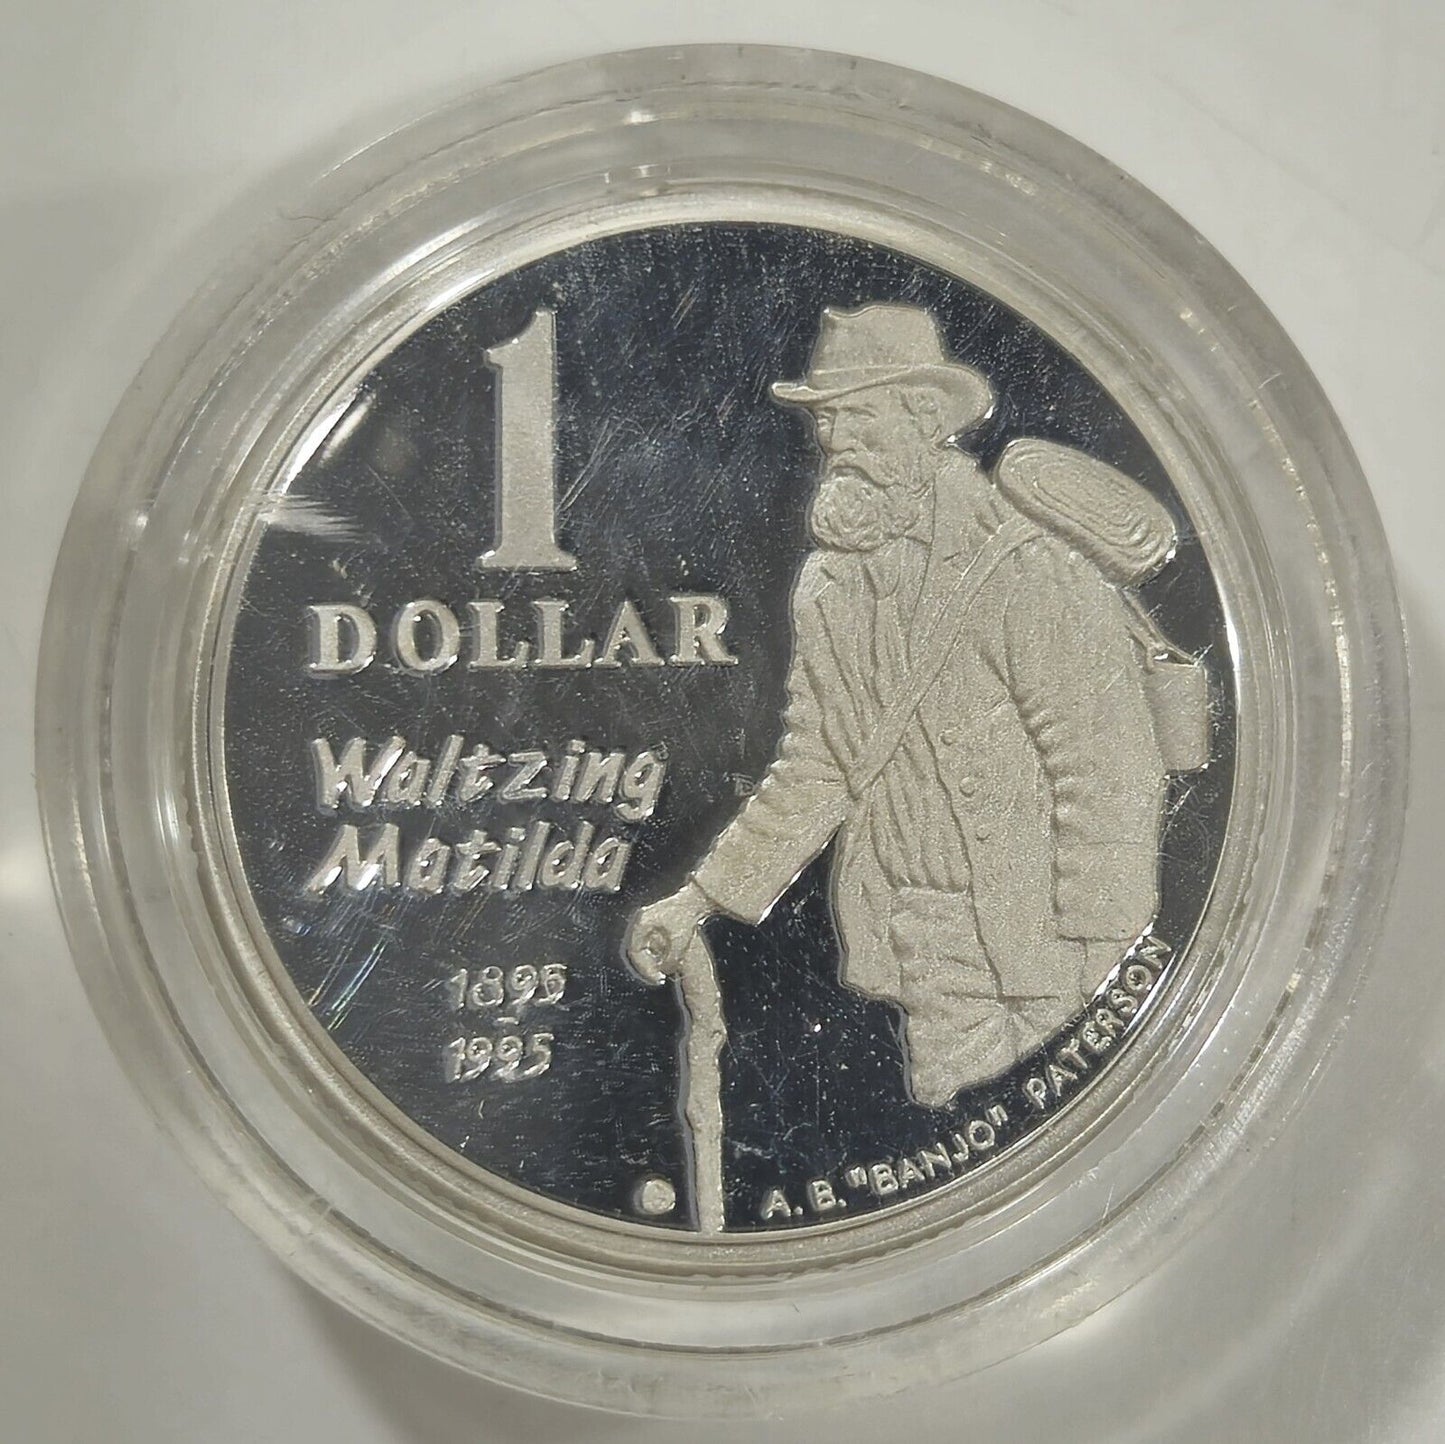 1
DOLLAR
Waltzing
Matilda
1895
-
1995
A. B. "BANJO" PATERSON